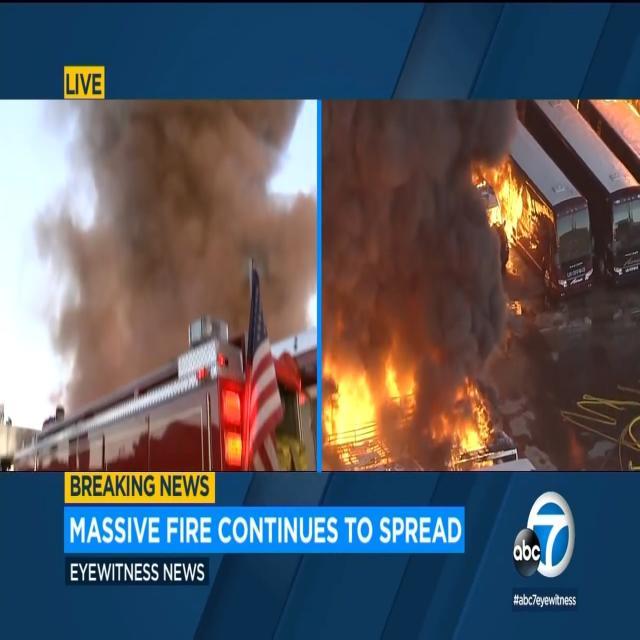 LIVE
BREAKING NEWS
MASSIVE FIRE CONTINUES TO SPREAD
EYEWITNESS NEWS
abc 7
#abc7eyewitness